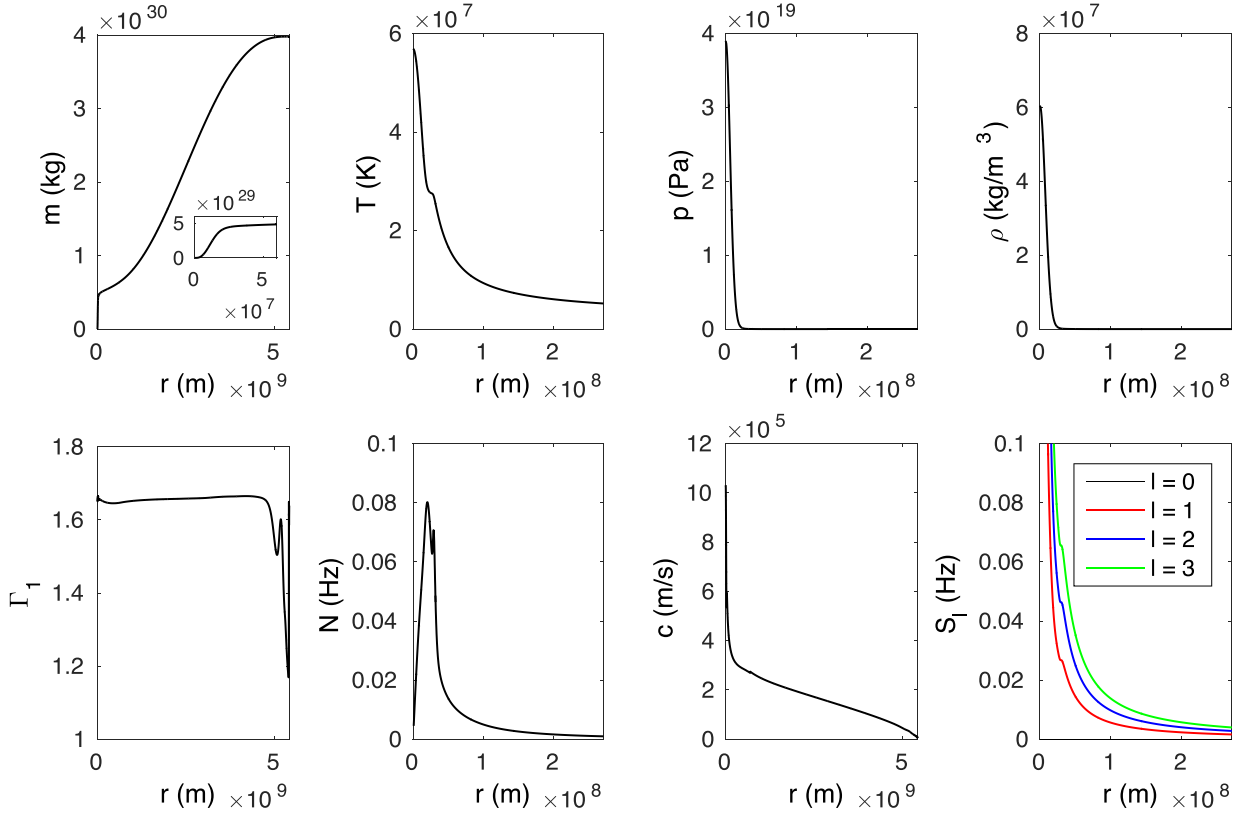 × 10 30
4
3
2
1
0
m (kg)
× 10 29
5
0
0 5
× 10 7
0 5
r (m) × 10 9
× 10 7
6
4
2
0
T (K)
0 1 2
r (m) × 10 8
× 10 19
4
3
2
1
0
p (Pa)
0 1 2
r (m) × 10 8
× 10 7
8
6
4
2
0
ρ (kg/m 3)
0 1 2
r (m) × 10 8
1.8
1.6
1.4
1.2
1
Γ 1
0 5
r (m) × 10 9
0.1
0.08
0.06
0.04
0.02
0
N (Hz)
0 1 2
r (m) × 10 8
× 10 5
12
10
8
6
4
2
0
c (m/s)
0 5
r (m) × 10 9
0.1
0.08
0.06
0.04
0.02
0
S l (Hz)
l = 0
l = 1
l = 2
l = 3
0 1 2
r (m) × 10 8